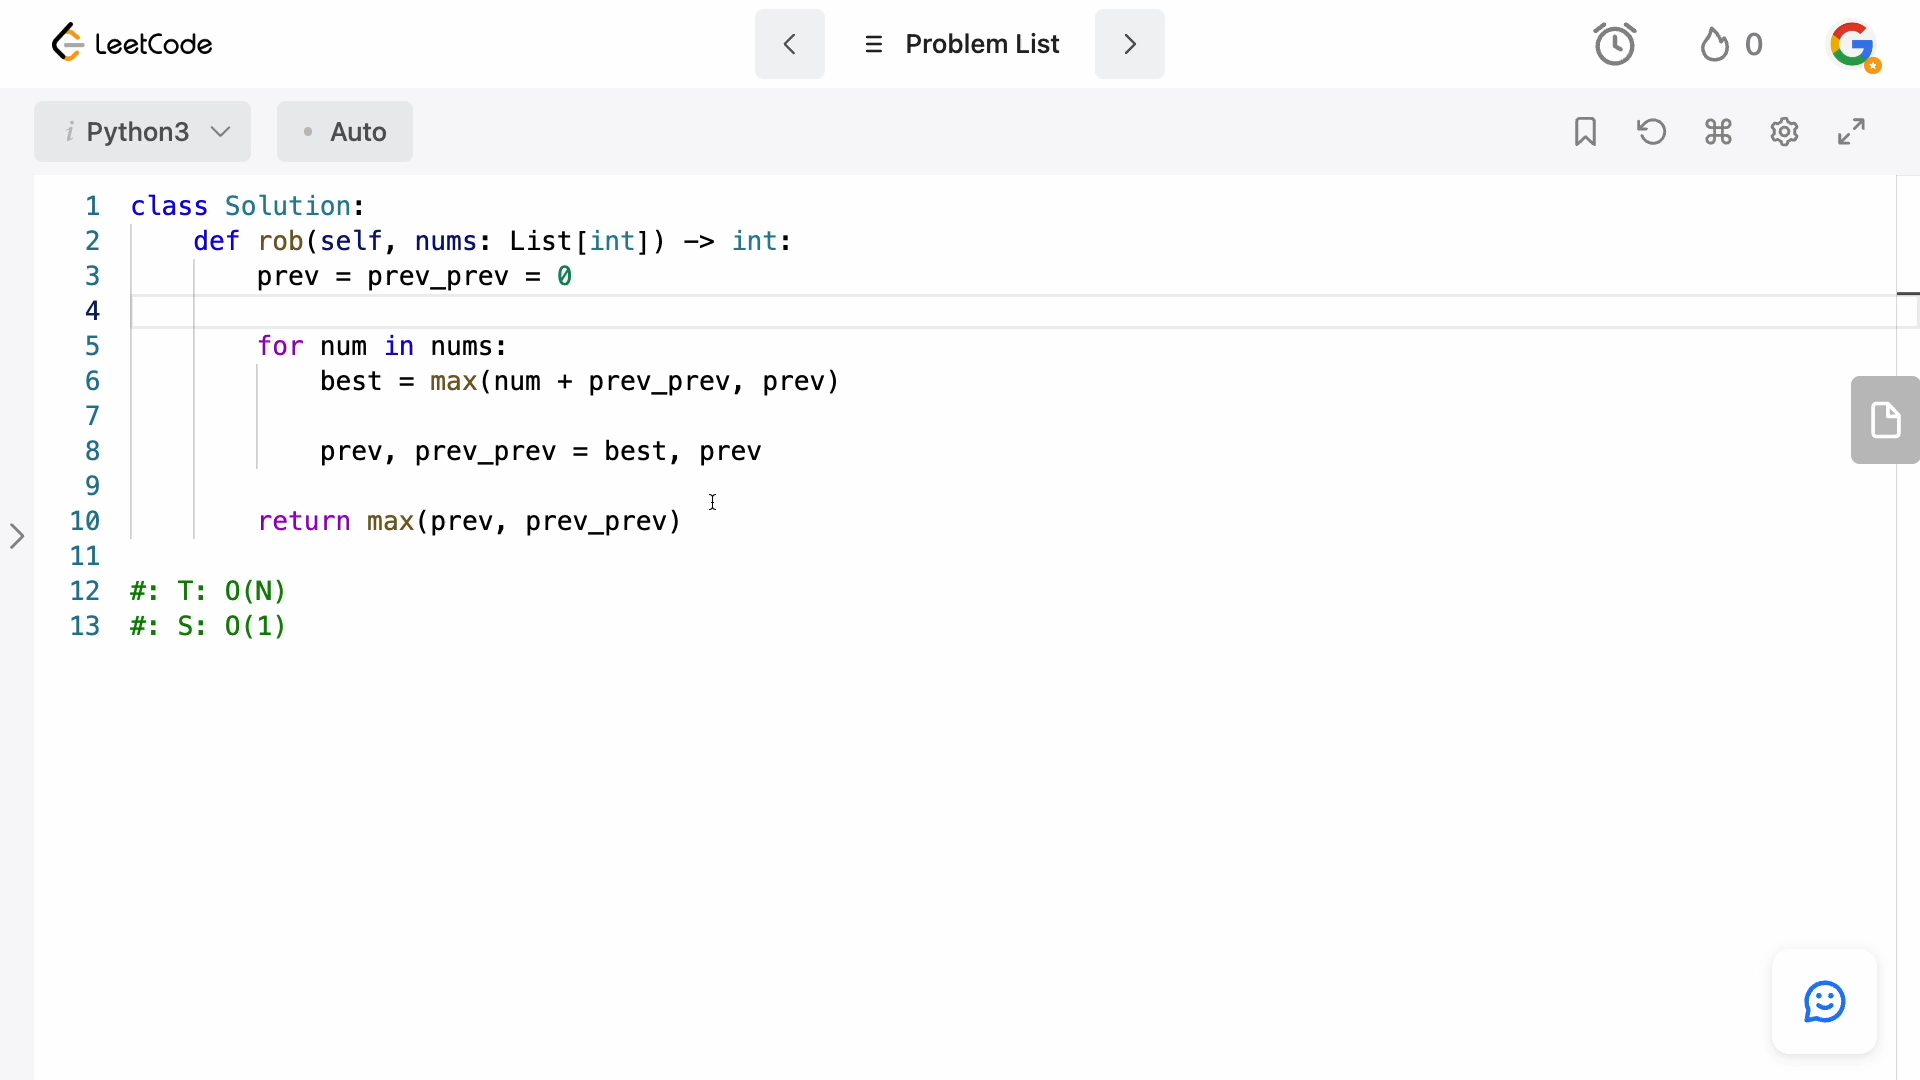 LeetCode
Problem List
0
i Python3
Auto
1 class Solution:
2 def rob(self, nums: List[int]) -> int:
3 prev = prev_prev = 0
4
5 for num in nums:
6 best = max(num + prev_prev, prev)
7
8 prev, prev_prev = best, prev
9
10 return max(prev, prev_prev)
11
12 #: T: O(N)
13 #: S: O(1)